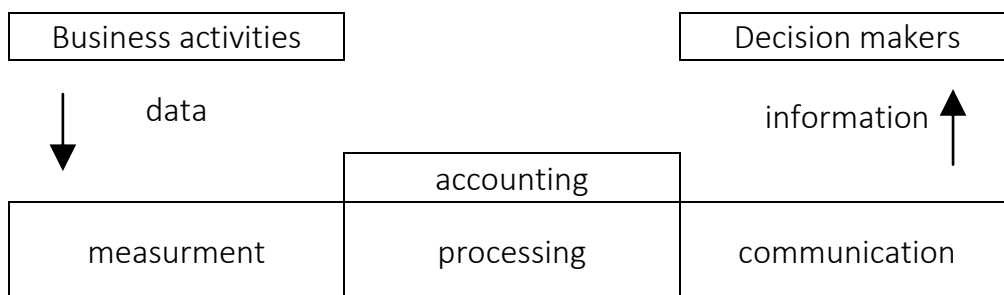 Business activities Decision makers
data
information
accounting
measurment processing communication